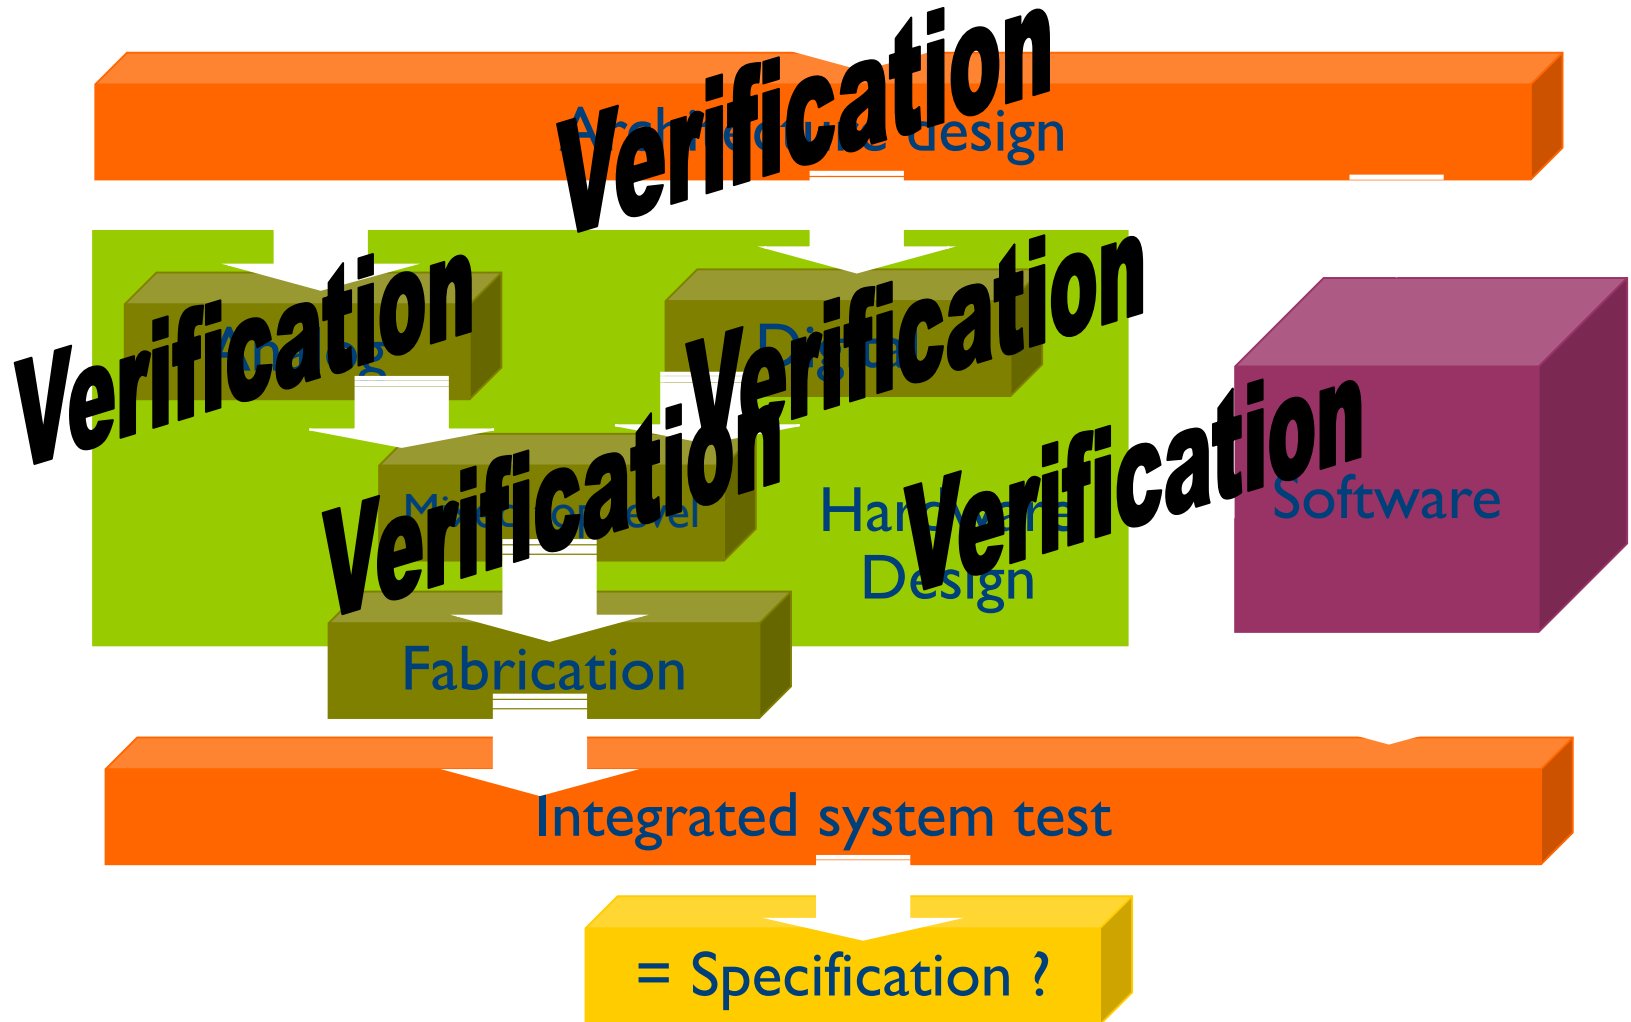 Verification
Architecture design
Verification
Analog
Verification
Digital
Verification
Mixed top level
Verification
Hardware
Design
Software
Fabrication
Integrated system test
= Specification ?